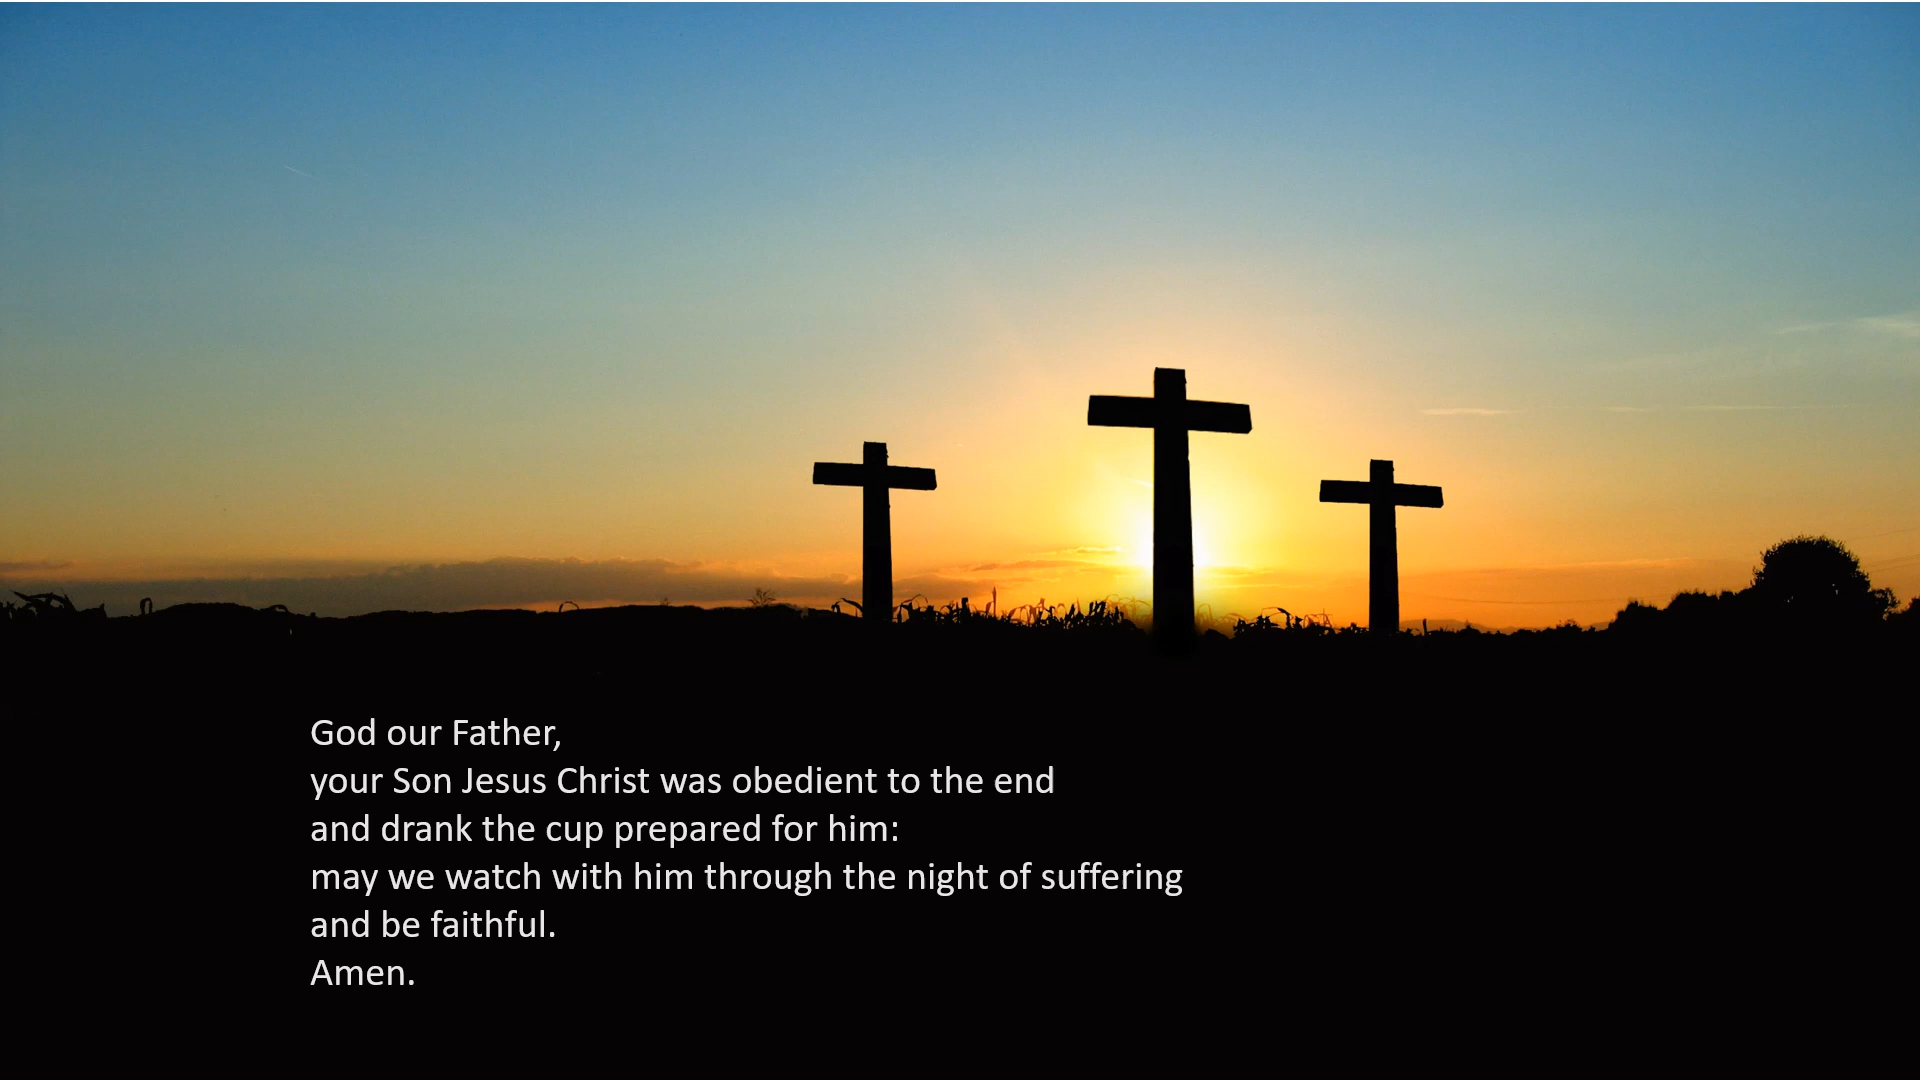 God our Father,
your Son Jesus Christ was obedient to the end
and drank the cup prepared for him:
may we watch with him through the night of suffering
and be faithful.
Amen.